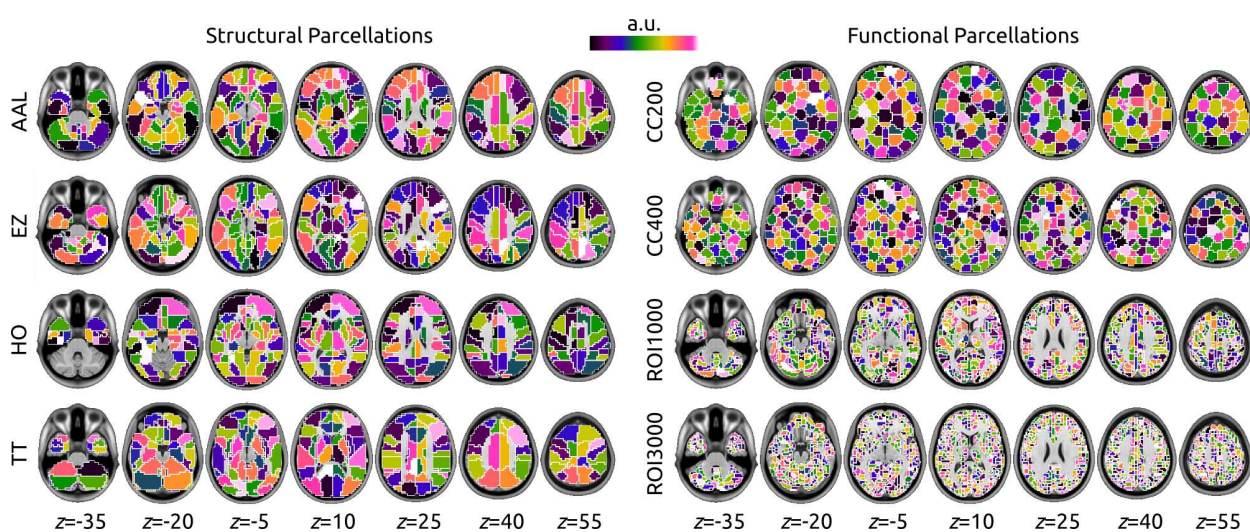 a.u.
Structural Parcellations
Functional Parcellations
AAL
CC200
EZ
CC400
HO
ROI1000
TT
ROI3000
z=-35 z=-20 z=-5 z=10 z=25 z=40 z=55
z=-35 z=-20 z=-5 z=10 z=25 z=40 z=55